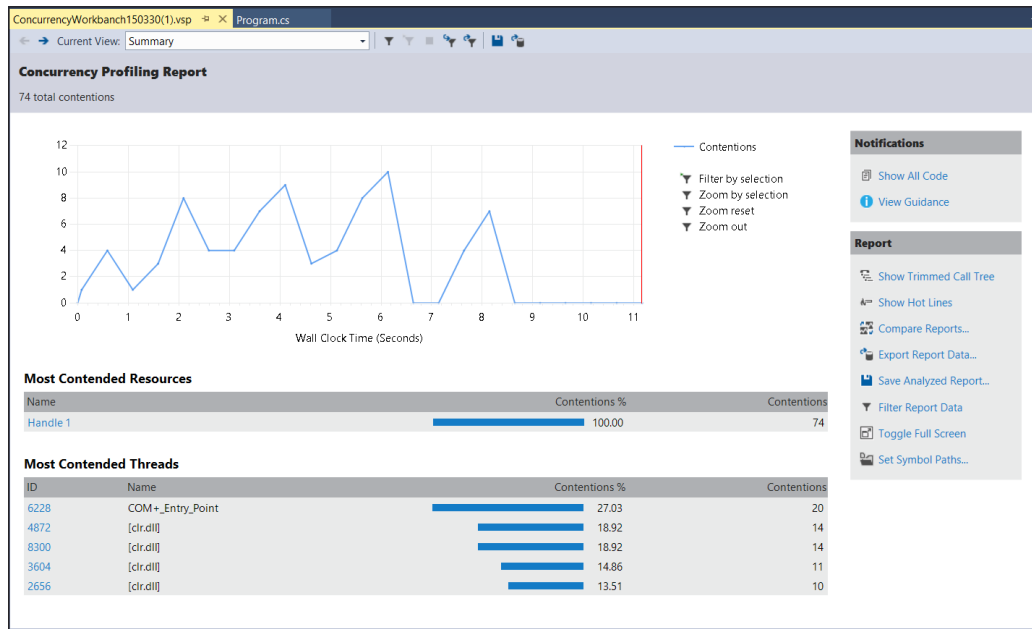 ConcurrencyWorkbanch150330(1).vsp Program.cs
Current View: Summary
Concurrency Profiling Report
74 total contentions
12
10
8
6
4
2
0
0 1 2 3 4 5 6 7 8 9 10 11
Wall Clock Time (Seconds)
Contentions
Filter by selection
Zoom by selection
Zoom reset
Zoom out
Notifications
Show All Code
View Guidance
Report
Show Trimmed Call Tree
Show Hot Lines
Compare Reports...
Export Report Data...
Save Analyzed Report...
Filter Report Data
Toggle Full Screen
Set Symbol Paths...
Most Contended Resources
Name Contentions % Contentions
Handle 1 100.00 74
Most Contended Threads
ID Name Contentions % Contentions
6228 COM+_Entry_Point 27.03 20
4872 [clr.dll] 18.92 14
8300 [clr.dll] 18.92 14
3604 [clr.dll] 14.86 11
2656 [clr.dll] 13.51 10